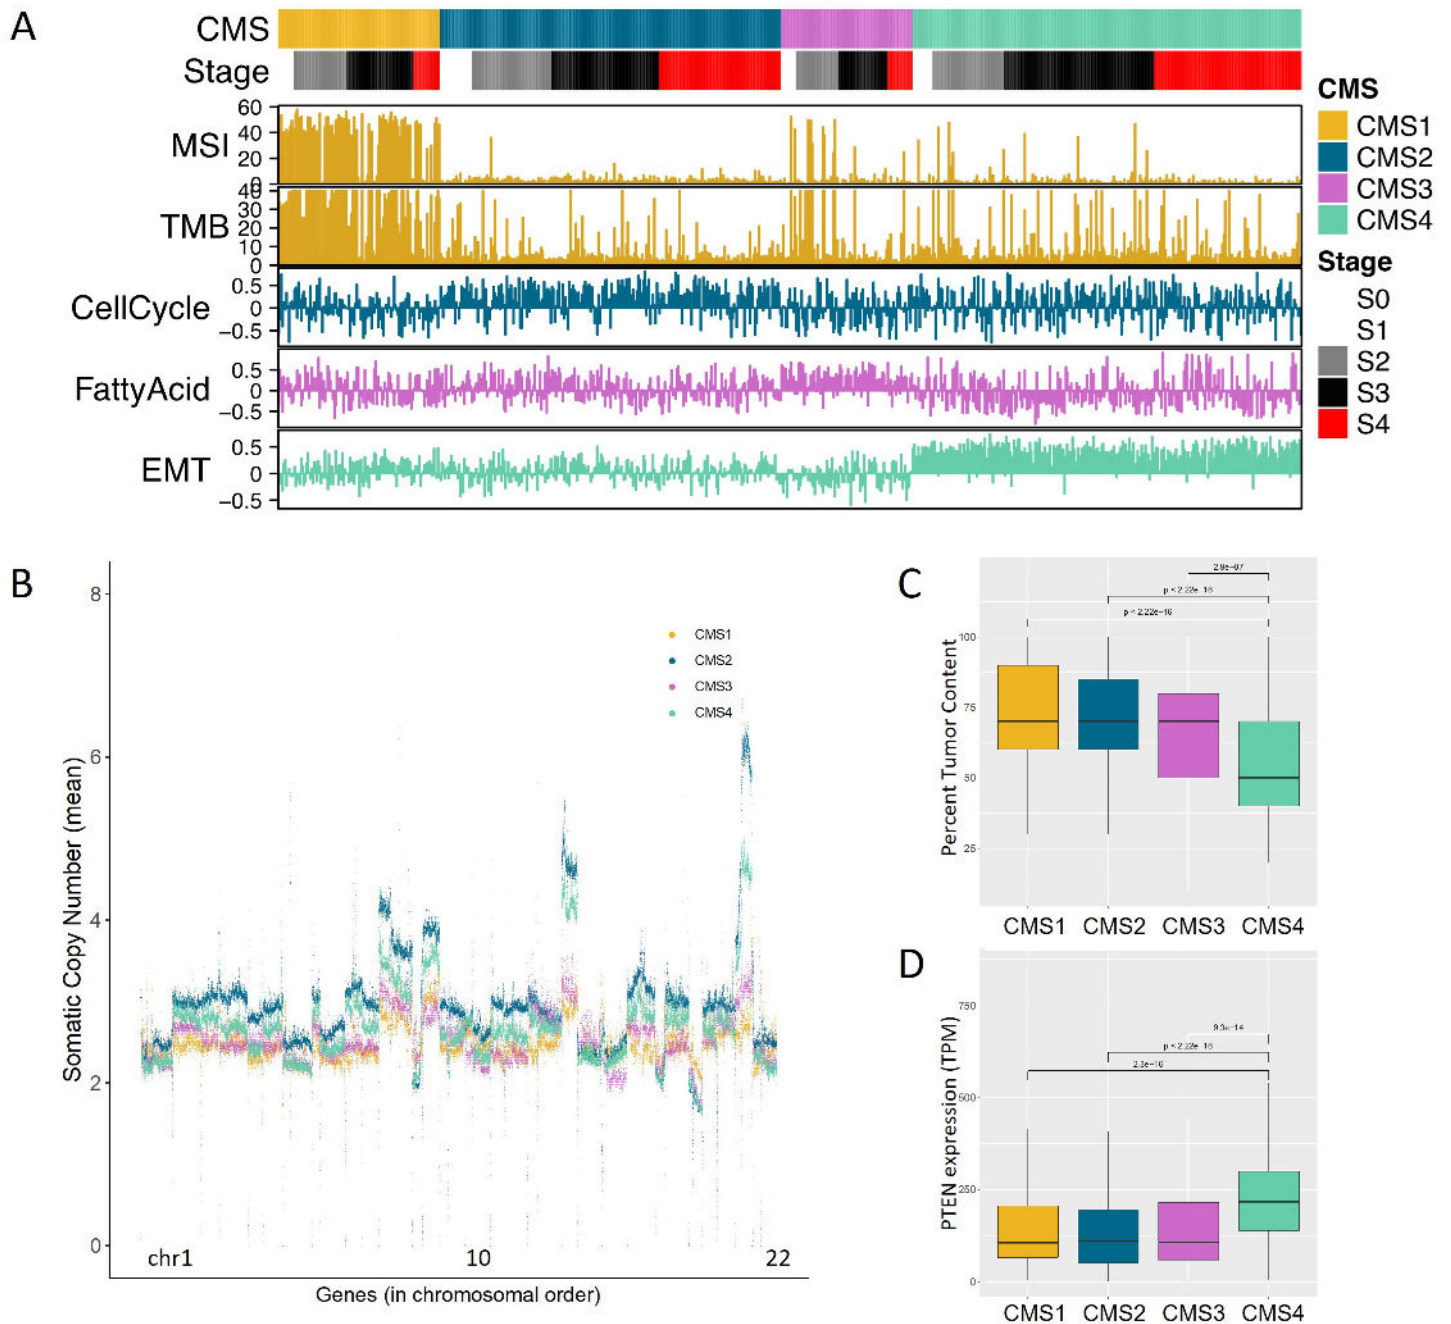 A
CMS
Stage
MSI
60
40
20
0
TMB
40
30
20
10
0
CellCycle
0.5
0
−0.5
FattyAcid
0.5
0
−0.5
EMT
0.5
0
−0.5
CMS
CMS1
CMS2
CMS3
CMS4
Stage
S0
S1
S2
S3
S4
B
Somatic Copy Number (mean)
8
6
4
2
0
CMS1
CMS2
CMS3
CMS4
chr1
10
22
Genes (in chromosomal order)
C
Percent Tumor Content
100
75
50
25
p < 2.22e−16
p < 2.22e−16
CMS1
CMS2
CMS3
CMS4
D
PTEN expression (TPM)
750
500
250
0
9.3e−14
p < 2.22e−16
CMS1
CMS2
CMS3
CMS4